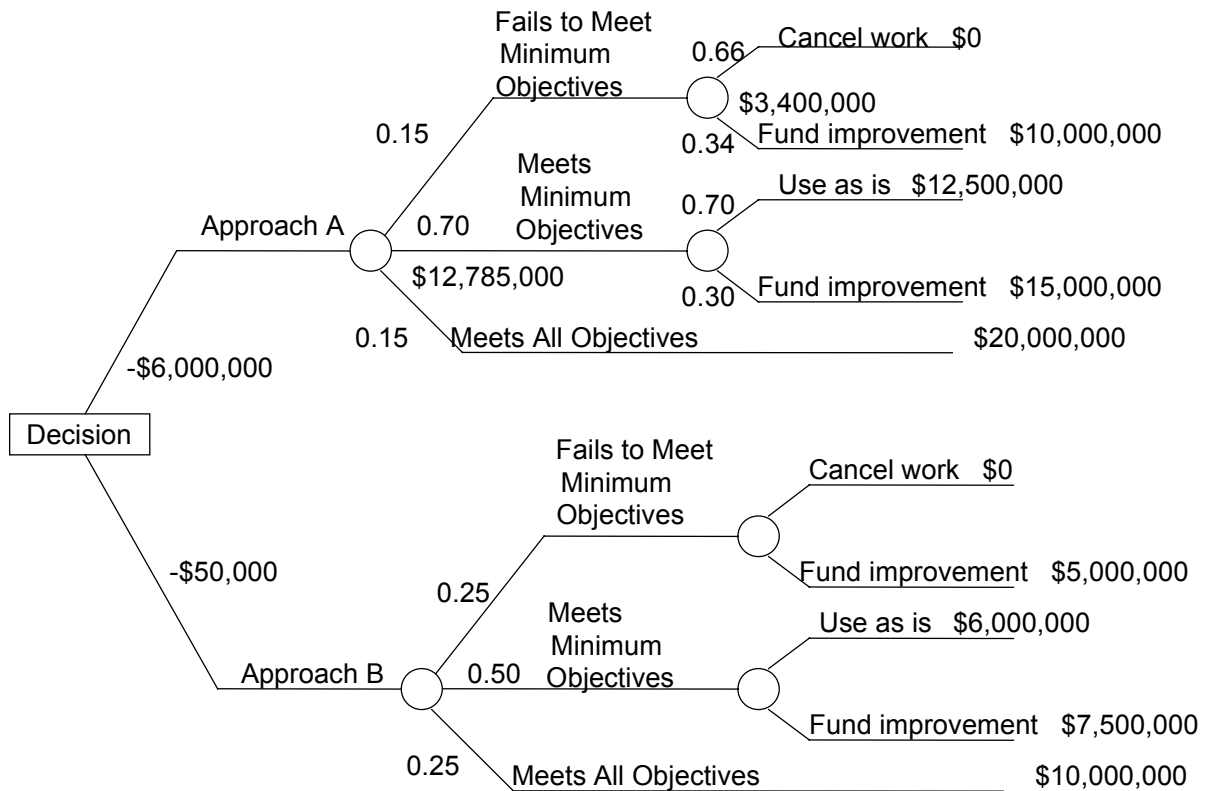 Fails to Meet
Minimum
Objectives
0.66
Cancel work $0
$3,400,000
0.15
0.34
Fund improvement $10,000,000
Meets
Minimum
Objectives
0.70
Use as is $12,500,000
Approach A
0.70
$12,785,000
0.30
Fund improvement $15,000,000
0.15
Meets All Objectives
$20,000,000
-$6,000,000
Decision
Fails to Meet
Minimum
Objectives
Cancel work $0
-$50,000
0.25
Fund improvement $5,000,000
Meets
Minimum
Objectives
Use as is $6,000,000
Approach B
0.50
Fund improvement $7,500,000
0.25
Meets All Objectives
$10,000,000